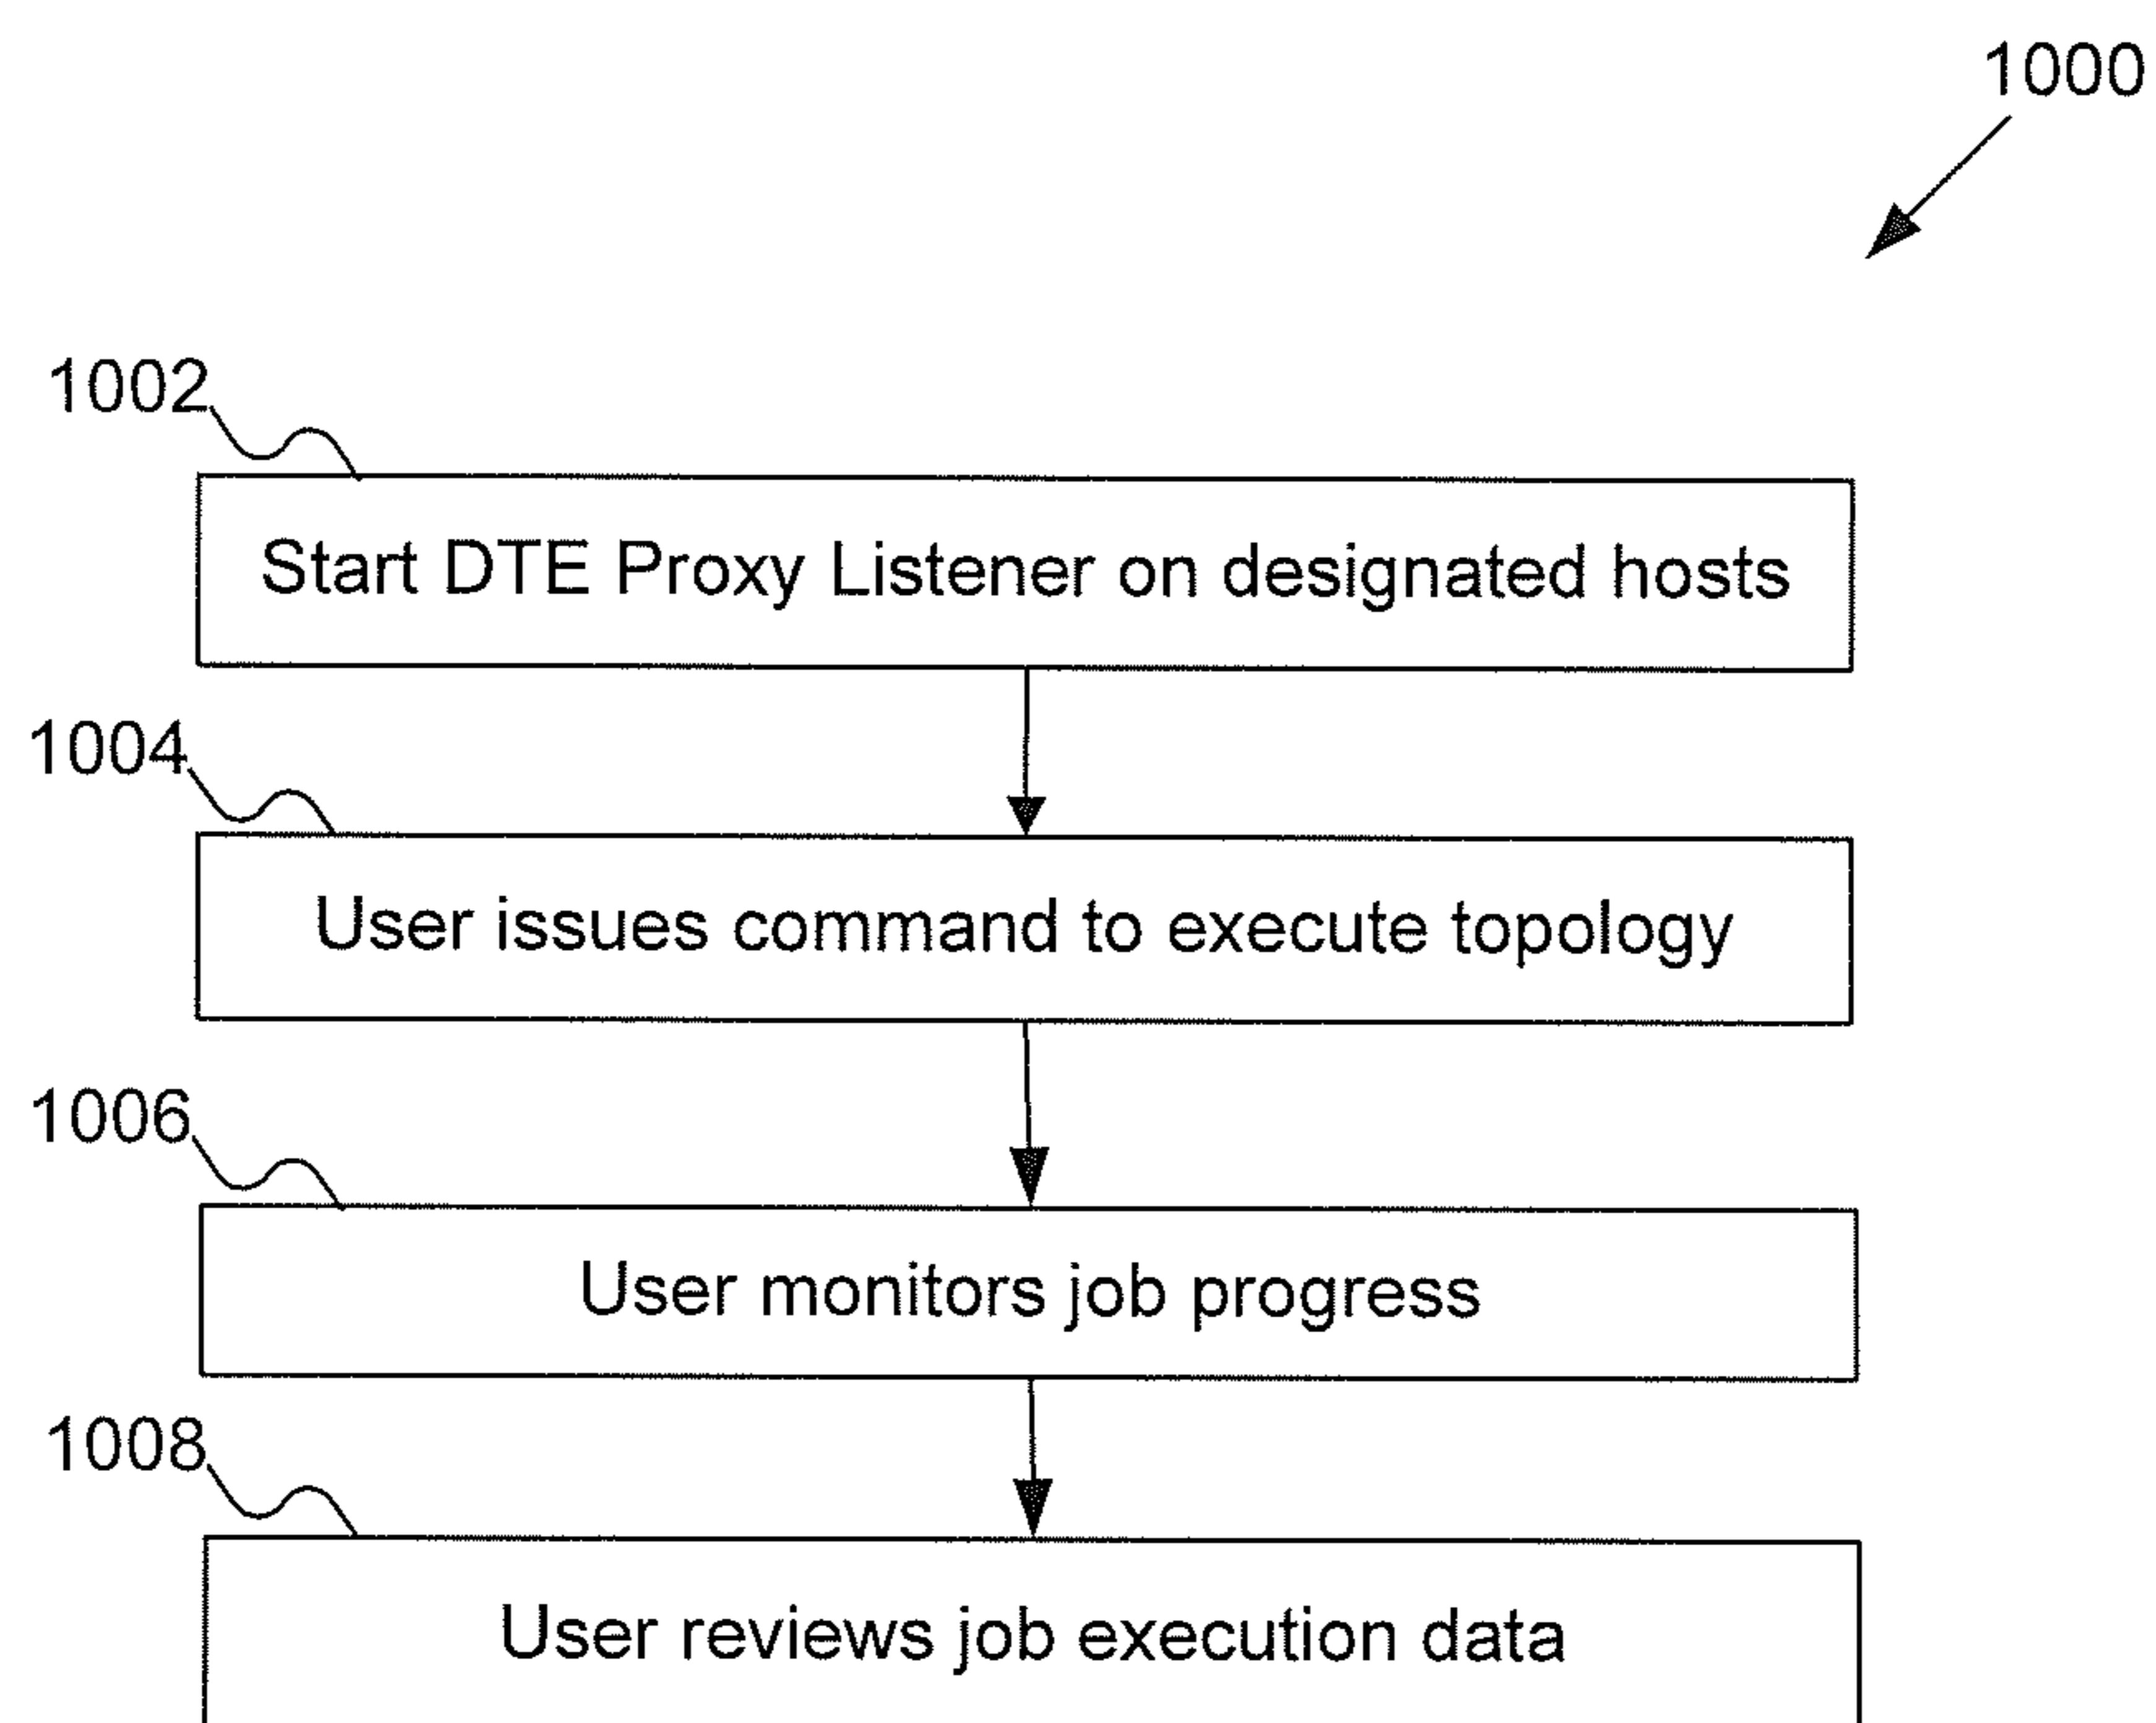 1000
1002
Start DTE Proxy Listener on designated hosts
1004
User issues command to execute topology
1006
User monitors job progress
1008
User reviews job execution data